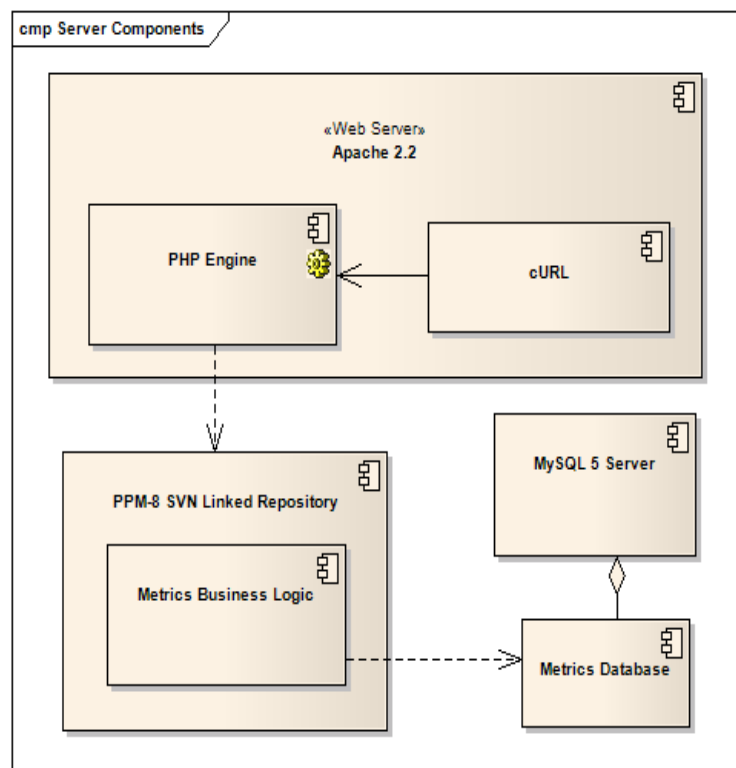 cmp Server Components
«Web Server»
Apache 2.2
PHP Engine
cURL
MySQL 5 Server
PPM-8 SVN Linked Repository
Metrics Business Logic
Metrics Database